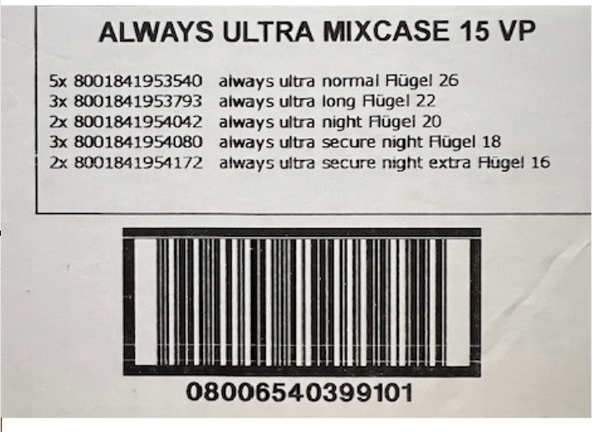 ALWAYS ULTRA MIXCASE 15 VP
5x 8001841953540 always ultra normal Flügel 26
3x 8001841953793 always ultra long Flügel 22
2x 8001841954042 always ultra night Flügel 20
3x 8001841954080 always ultra secure night Flügel 18
2x 8001841954172 always ultra secure night extra Flügel 16
08006540399101